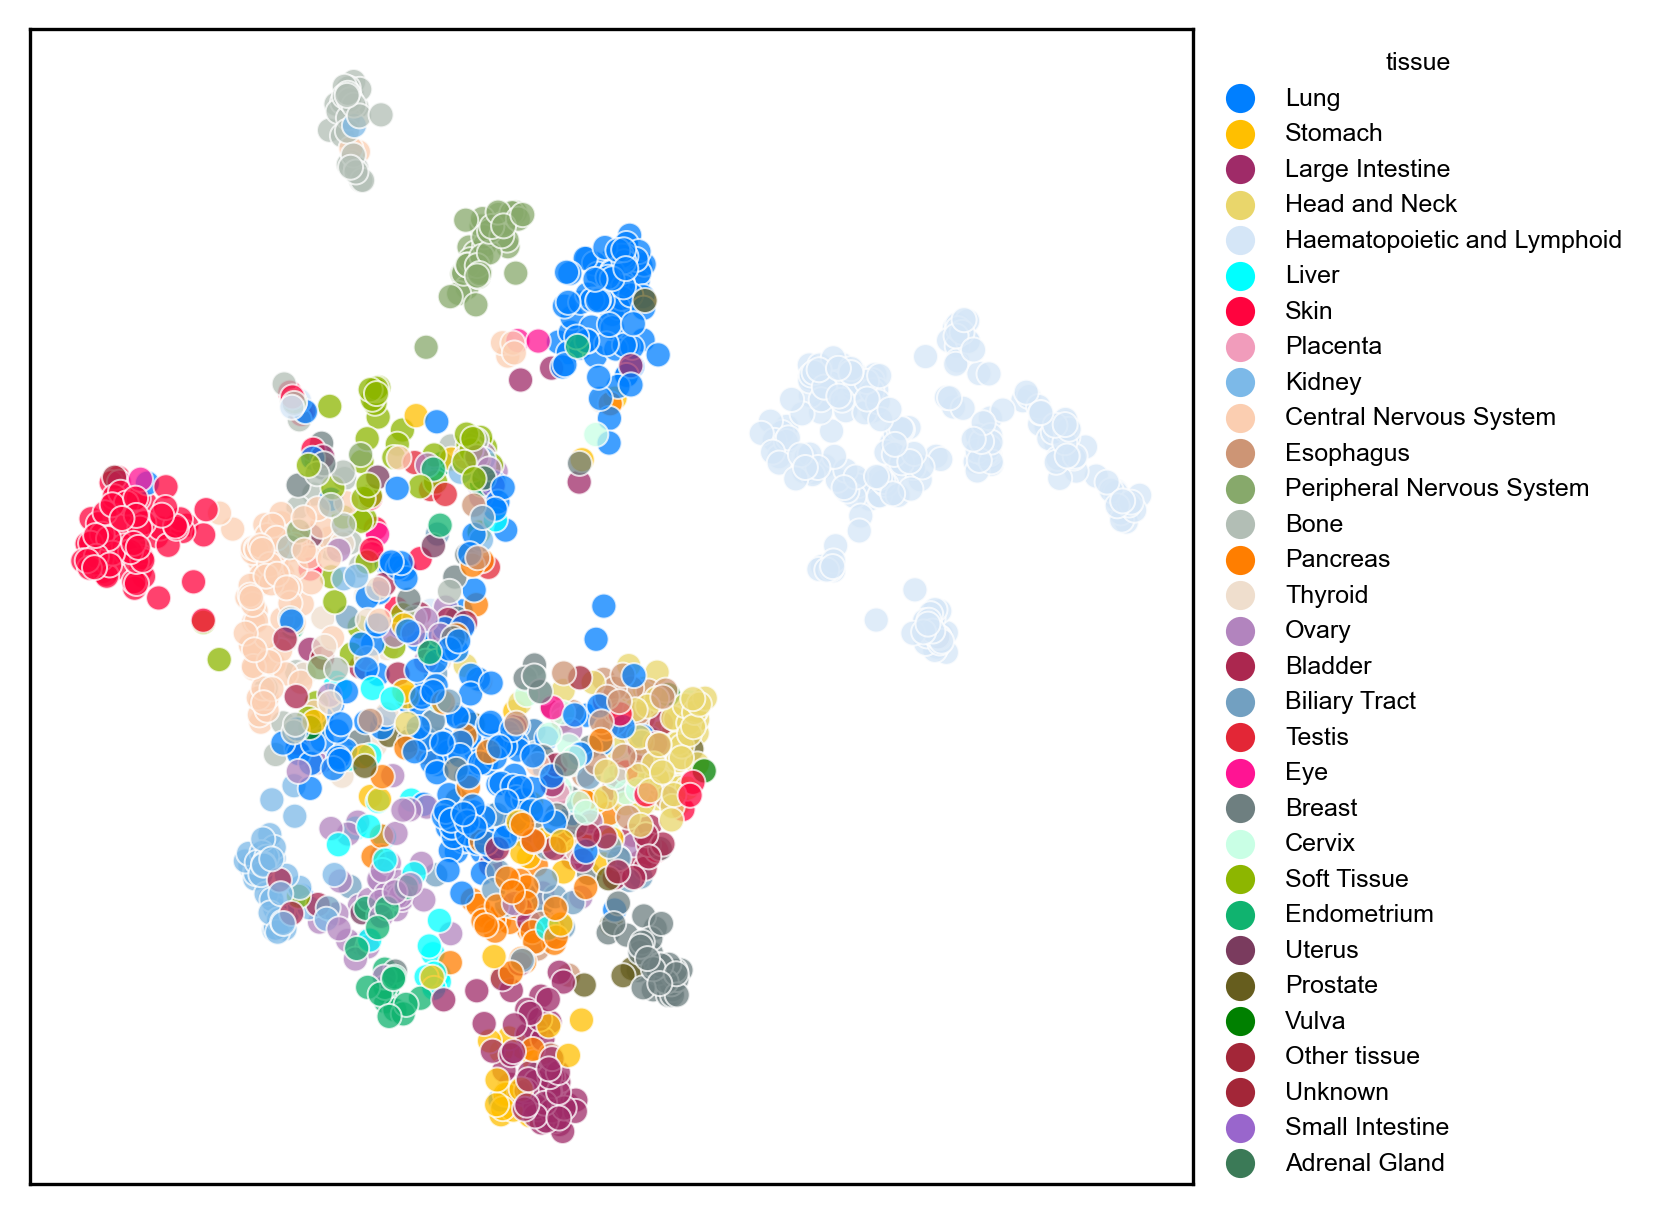 tissue
Lung
Stomach
Large Intestine
Head and Neck
Haematopoietic and Lymphoid
Liver
Skin
Placenta
Kidney
Central Nervous System
Esophagus
Peripheral Nervous System
Bone
Pancreas
Thyroid
Ovary
Bladder
Biliary Tract
Testis
Eye
Breast
Cervix
Soft Tissue
Endometrium
Uterus
Prostate
Vulva
Other tissue
Unknown
Small Intestine
Adrenal Gland